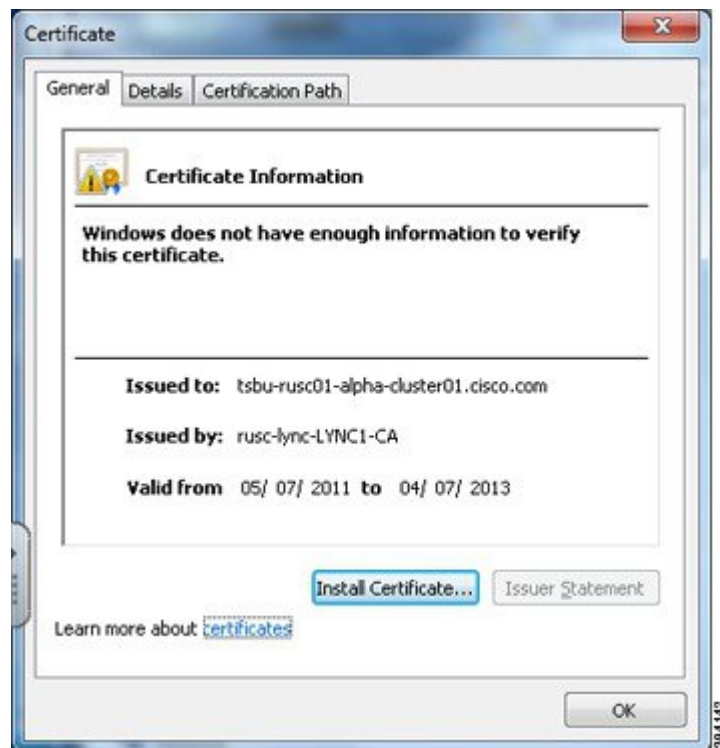 Certificate
General
Details
Certification Path
Certificate Information
Windows does not have enough information to verify
this certificate.
Issued to: tsbu-rusc01-alpha-cluster01.cisco.com
Issued by: rusc-lync-LYNC1-CA
Valid from 05/ 07/ 2011 to 04/ 07/ 2013
Install Certificate...
Issuer Statement
Learn more about certificates
OK